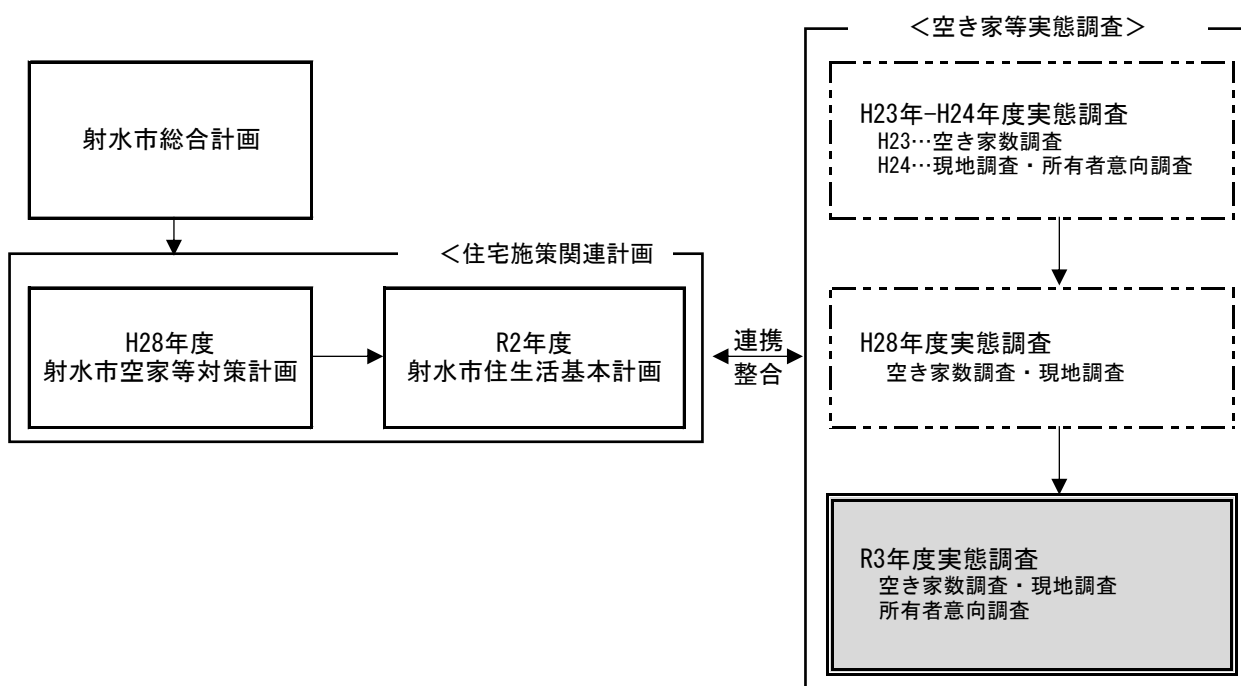 射水市総合計画
＜住宅施策関連計画
H28年度
射水市空家等対策計画
R2年度
射水市住生活基本計画
連携
整合
＜空き家等実態調査＞
H23年-H24年度実態調査
H23…空き家数調査
H24…現地調査・所有者意向調査
H28年度実態調査
空き家数調査・現地調査
R3年度実態調査
空き家数調査・現地調査
所有者意向調査